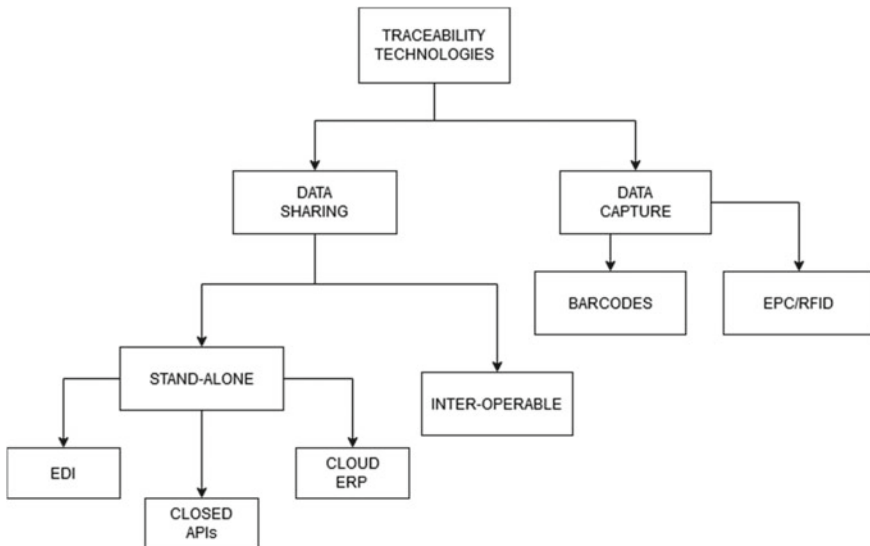 TRACEABILITY
TECHNOLOGIES
DATA
SHARING
DATA
CAPTURE
BARCODES
EPC/RFID
STAND-ALONE
INTER-OPERABLE
EDI
CLOUD
ERP
CLOSED
APIs